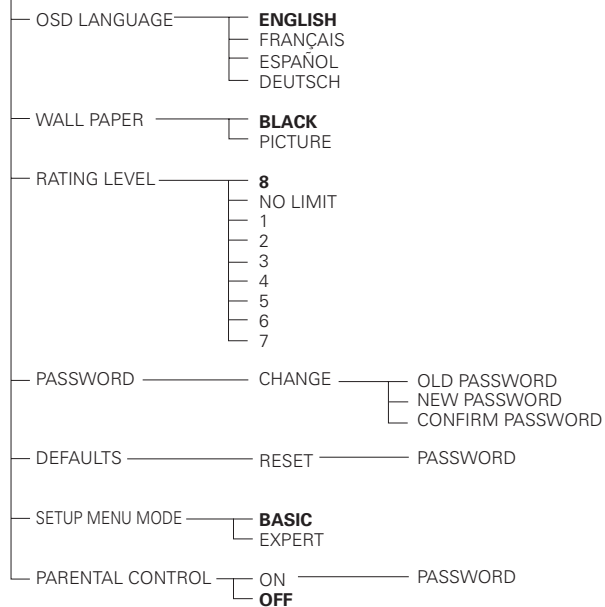 OSD LANGUAGE ENGLISH
FRANÇAIS
ESPAÑOL
DEUTSCH
WALL PAPER BLACK
PICTURE
RATING LEVEL 8
NO LIMIT
1
2
3
4
5
6
7
PASSWORD CHANGE OLD PASSWORD
NEW PASSWORD
CONFIRM PASSWORD
DEFAULTS RESET PASSWORD
SETUP MENU MODE BASIC
EXPERT
PARENTAL CONTROL ON PASSWORD
OFF